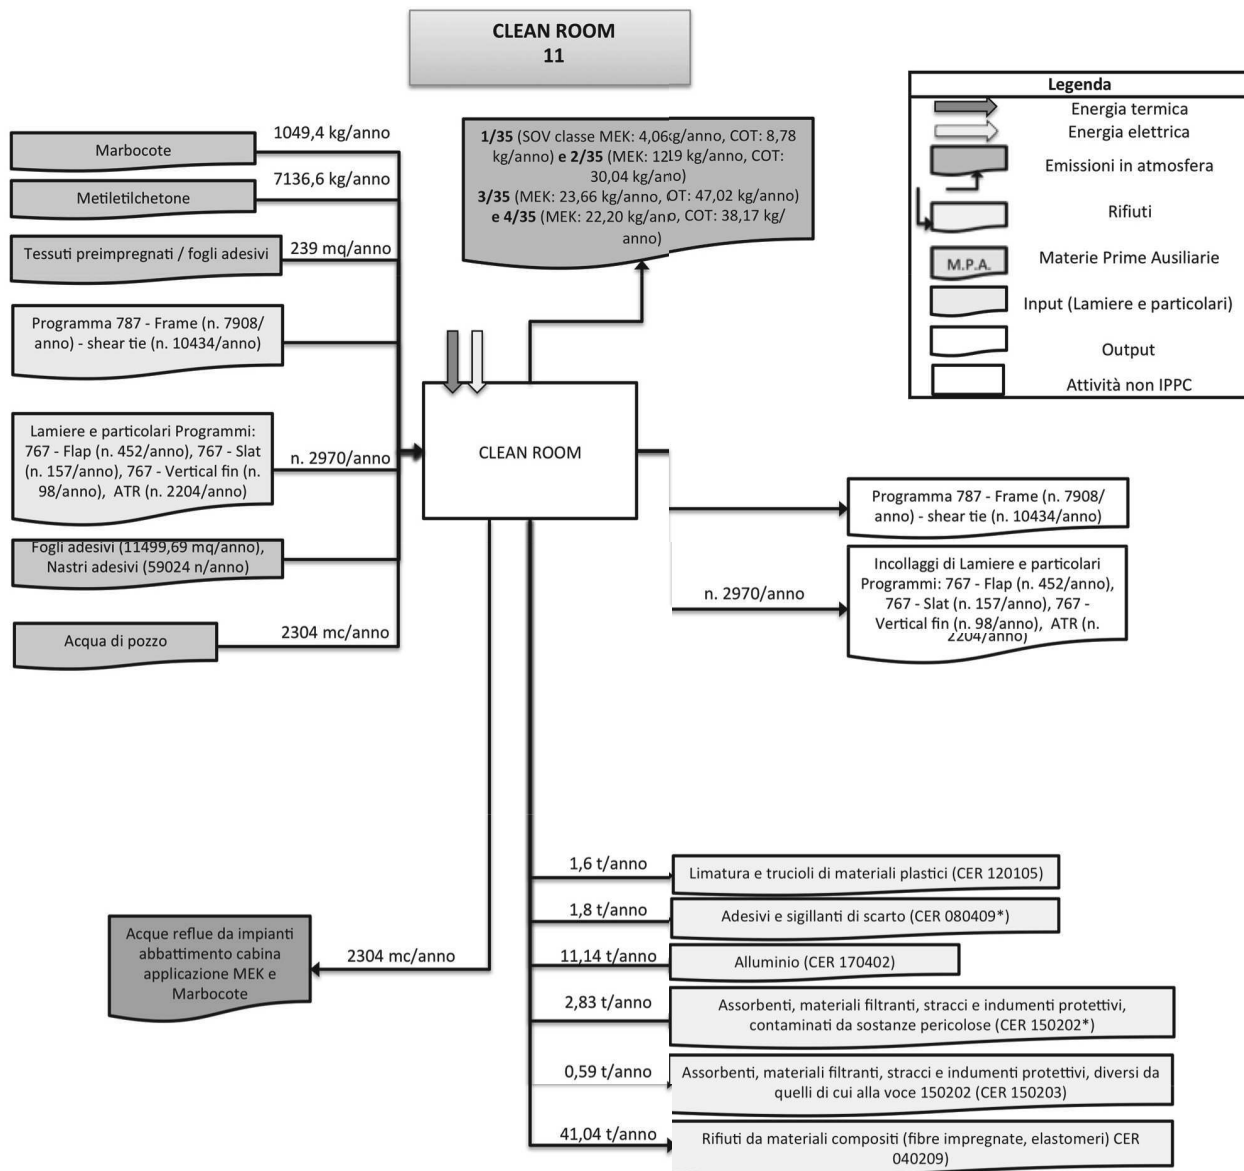 CLEAN ROOM
11
Legenda
Energia termica
Energia elettrica
Emissioni in atmosfera
Rifiuti
M.P.A.
Materie Prime Ausiliarie
Input (Lamiere e particolari)
Output
Attività non IPPC
Marbocote
1049,4 kg/anno
Metiletilchetone
7136,6 kg/anno
Tessuti preimpregnati / fogli adesivi
239 mq/anno
Programma 787 - Frame (n. 7908/
anno) - shear tie (n. 10434/anno)
Lamiere e particolari Programmi:
767 - Flap (n. 452/anno), 767 - Slat
(n. 157/anno), 767 - Vertical fin (n.
98/anno), ATR (n. 2204/anno)
n. 2970/anno
Fogli adesivi (11499,69 mq/anno),
Nastri adesivi (59024 n/anno)
Acqua di pozzo
2304 mc/anno
1/35 (SOV classe MEK: 4,06 kg/anno, COT: 8,78
kg/anno) e 2/35 (MEK: 12,19 kg/anno, COT:
30,04 kg/anno)
3/35 (MEK: 23,66 kg/anno, COT: 47,02 kg/anno)
e 4/35 (MEK: 22,20 kg/anno, COT: 38,17 kg/
anno)
CLEAN ROOM
Programma 787 - Frame (n. 7908/
anno) - shear tie (n. 10434/anno)
n. 2970/anno
Incollaggi di Lamiere e particolari
Programmi: 767 - Flap (n. 452/anno),
767 - Slat (n. 157/anno), 767 -
Vertical fin (n. 98/anno), ATR (n.
2204/anno)
Acque reflue da impianti
abbattimento cabina
applicazione MEK e
Marbocote
2304 mc/anno
1,6 t/anno
Limatura e trucioli di materiali plastici (CER 120105)
1,8 t/anno
Adesivi e sigillanti di scarto (CER 080409*)
11,14 t/anno
Alluminio (CER 170402)
2,83 t/anno
Assorbenti, materiali filtranti, stracci e indumenti protettivi,
contaminati da sostanze pericolose (CER 150202*)
0,59 t/anno
Assorbenti, materiali filtranti, stracci e indumenti protettivi, diversi da
quelli di cui alla voce 150202 (CER 150203)
41,04 t/anno
Rifiuti da materiali compositi (fibre impregnate, elastomeri) CER
040209)